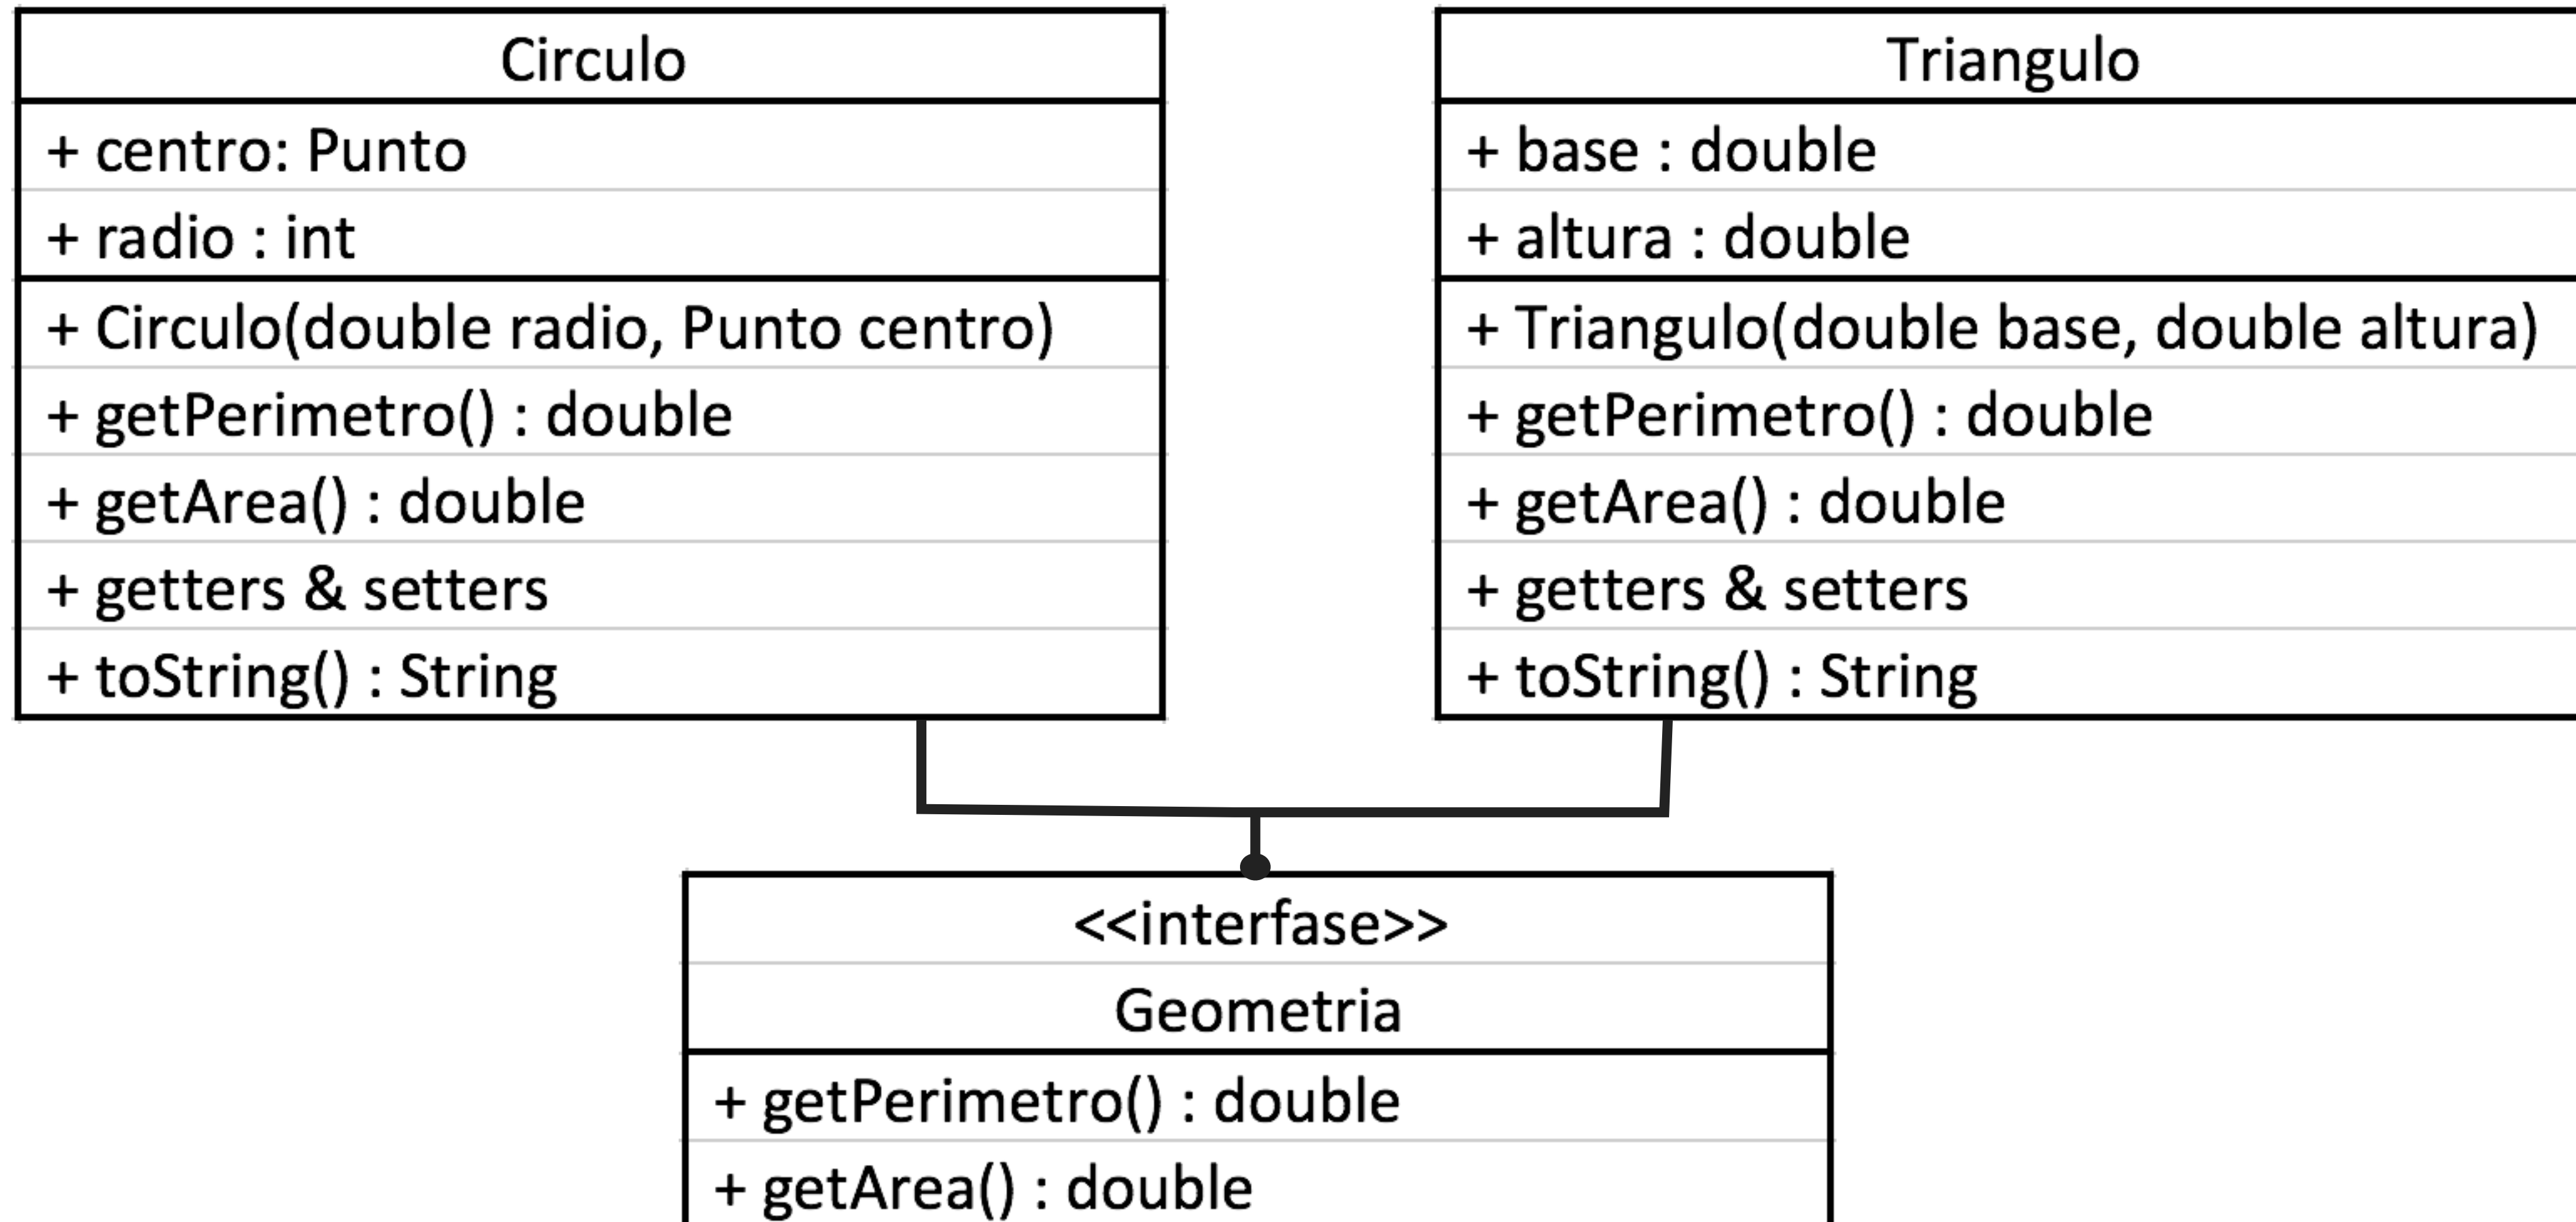 Circulo
+ centro: Punto
+ radio : int
+ Circulo(double radio, Punto centro)
+ getPerimetro() : double
+ getArea() : double
+ getters & setters
+ toString() : String
Triangulo
+ base : double
+ altura : double
+ Triangulo(double base, double altura)
+ getPerimetro() : double
+ getArea() : double
+ getters & setters
+ toString() : String
<<interfase>>
Geometria
+ getPerimetro() : double
+ getArea() : double